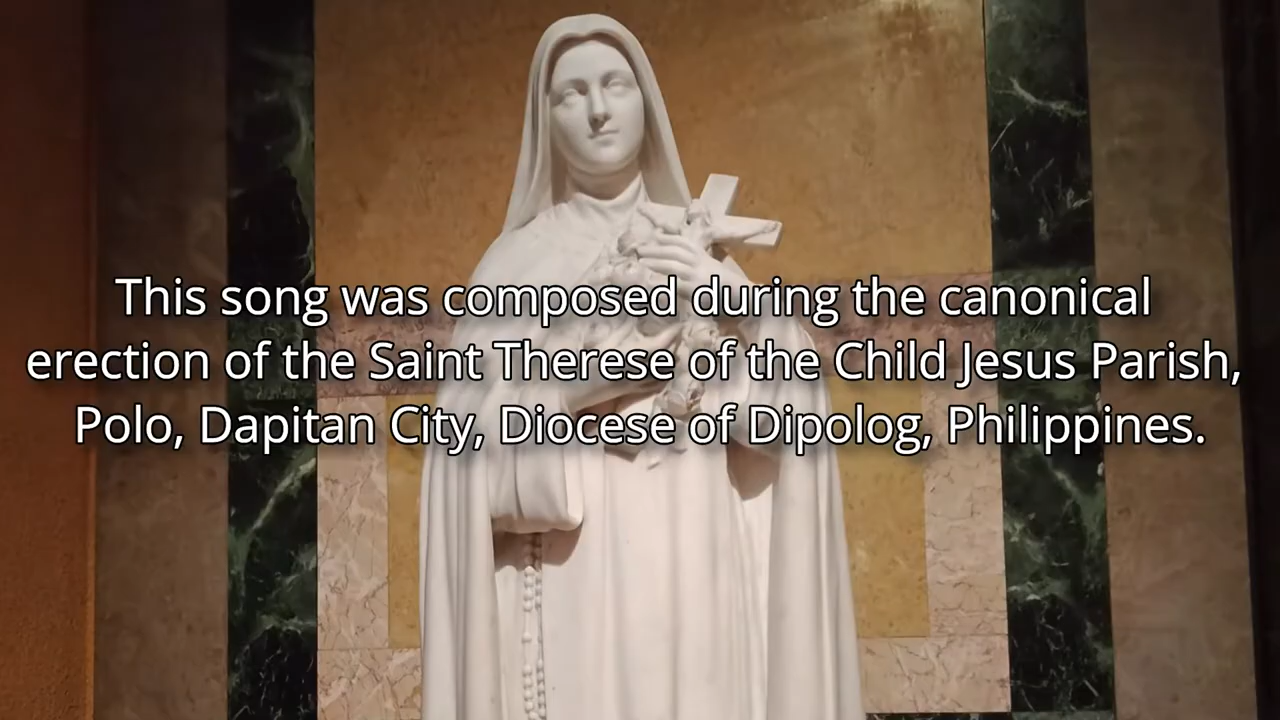 This song was composed during the canonical
erection of the Saint Therese of the Child Jesus Parish,
Polo, Dapitan City, Diocese of Dipolog, Philippines.